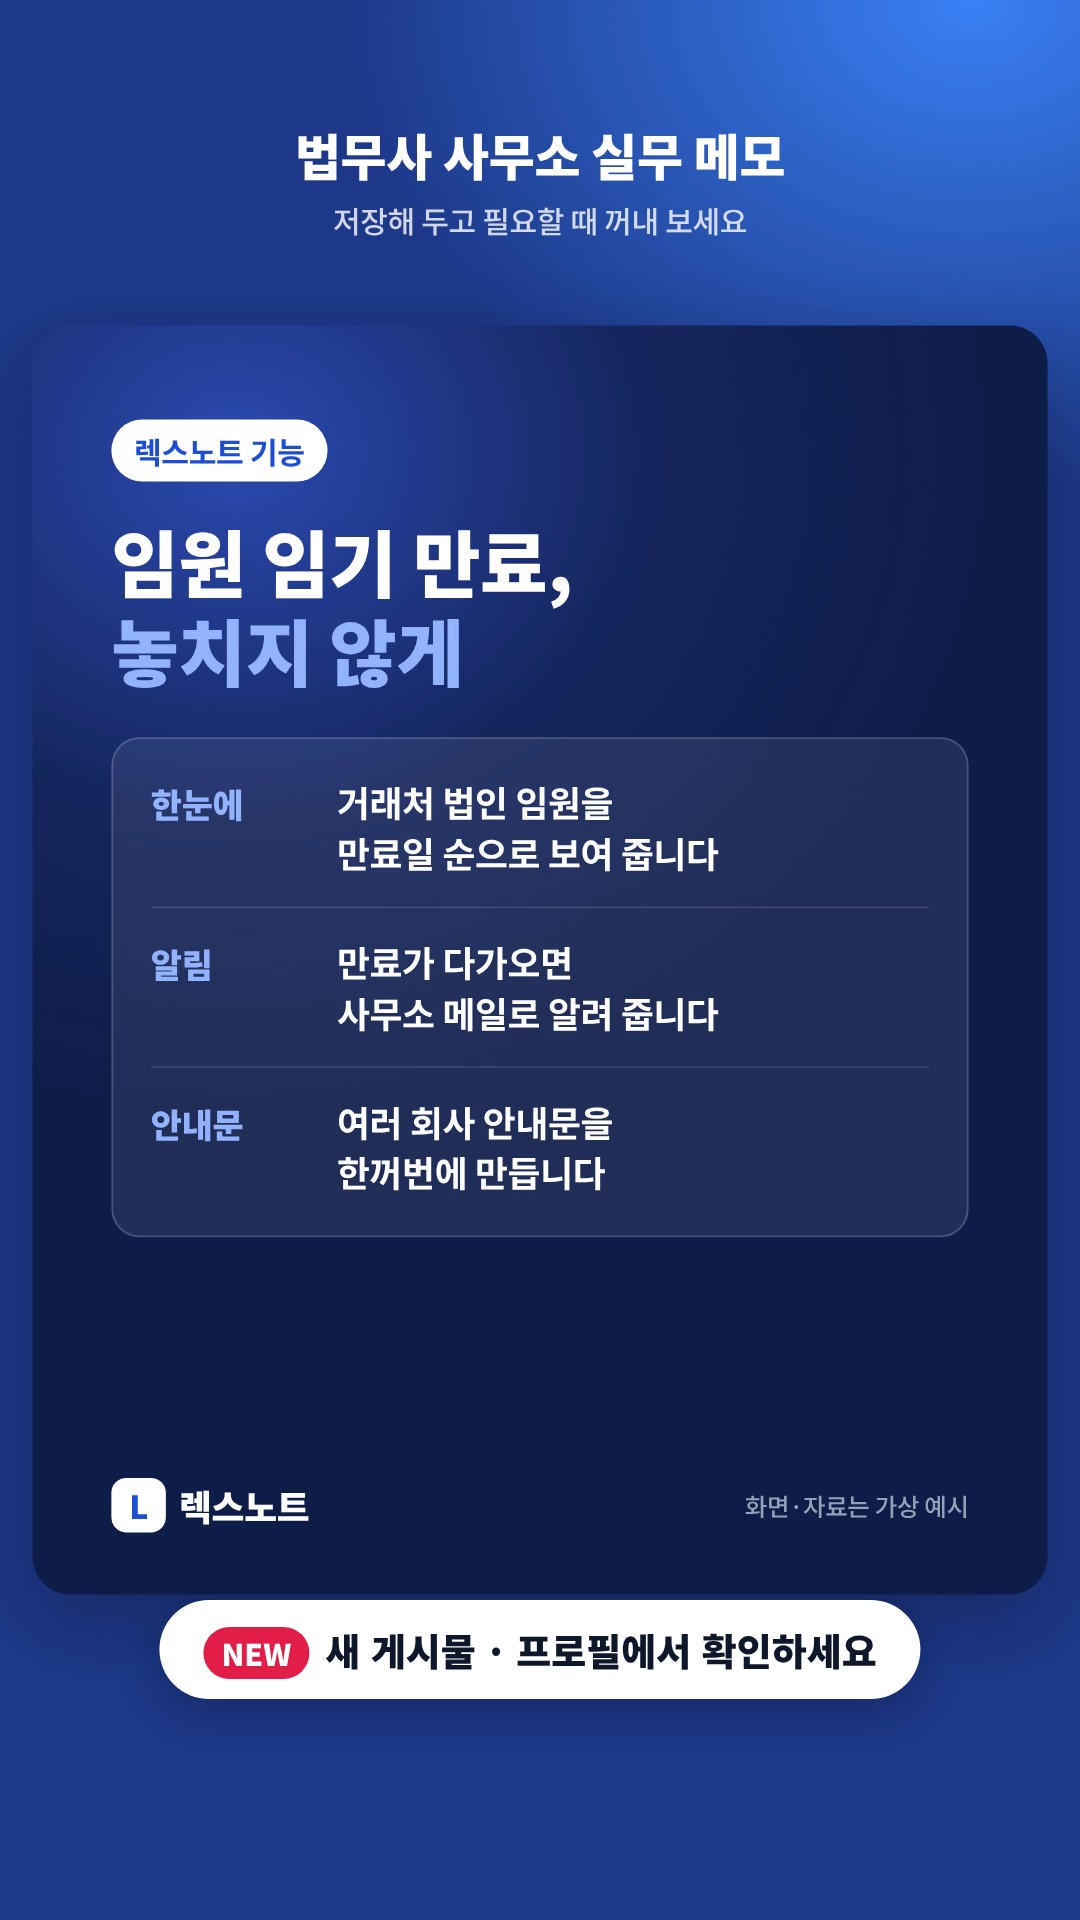 법무사 사무소 실무 메모
저장해 두고 필요할 때 꺼내 보세요
렉스노트 기능
임원 임기 만료,
놓치지 않게
한눈에
거래처 법인 임원을
만료일 순으로 보여 줍니다
알림
만료가 다가오면
사무소 메일로 알려 줍니다
안내문
여러 회사 안내문을
한꺼번에 만듭니다
L 렉스노트
화면·자료는 가상 예시
NEW 새 게시물 · 프로필에서 확인하세요